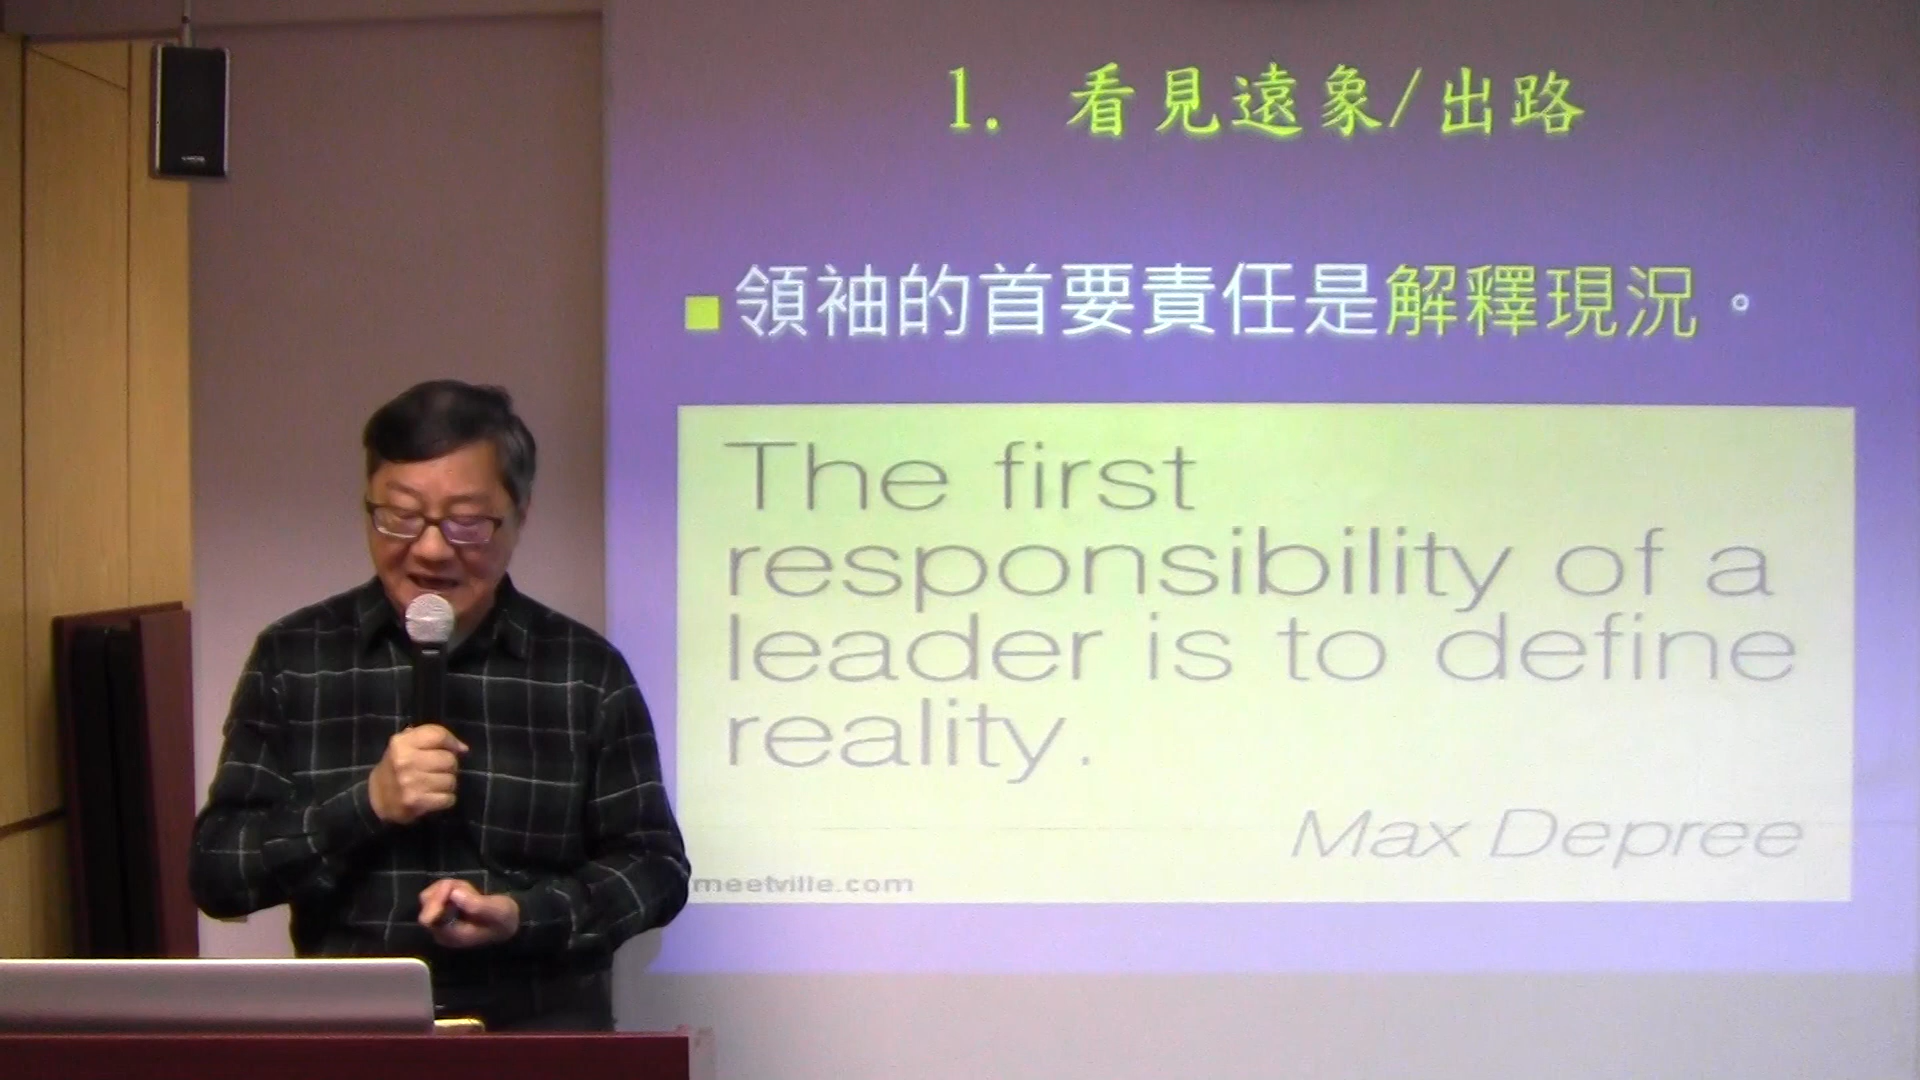 1. 看見遠象/出路
領袖的首要責任是解釋現況。
The first
responsibility of a
leader is to define
reality.
Max Depree
meetville.com